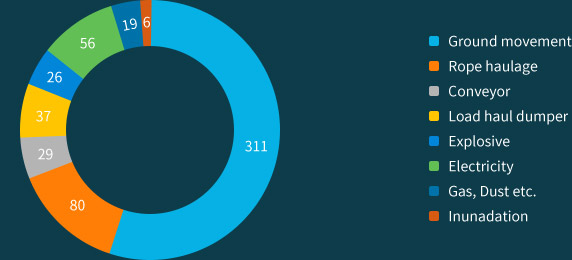 19
6
56
26
37
29
80
311
Ground movement
Rope haulage
Conveyor
Load haul dumper
Explosive
Electricity
Gas, Dust etc.
Inunadation